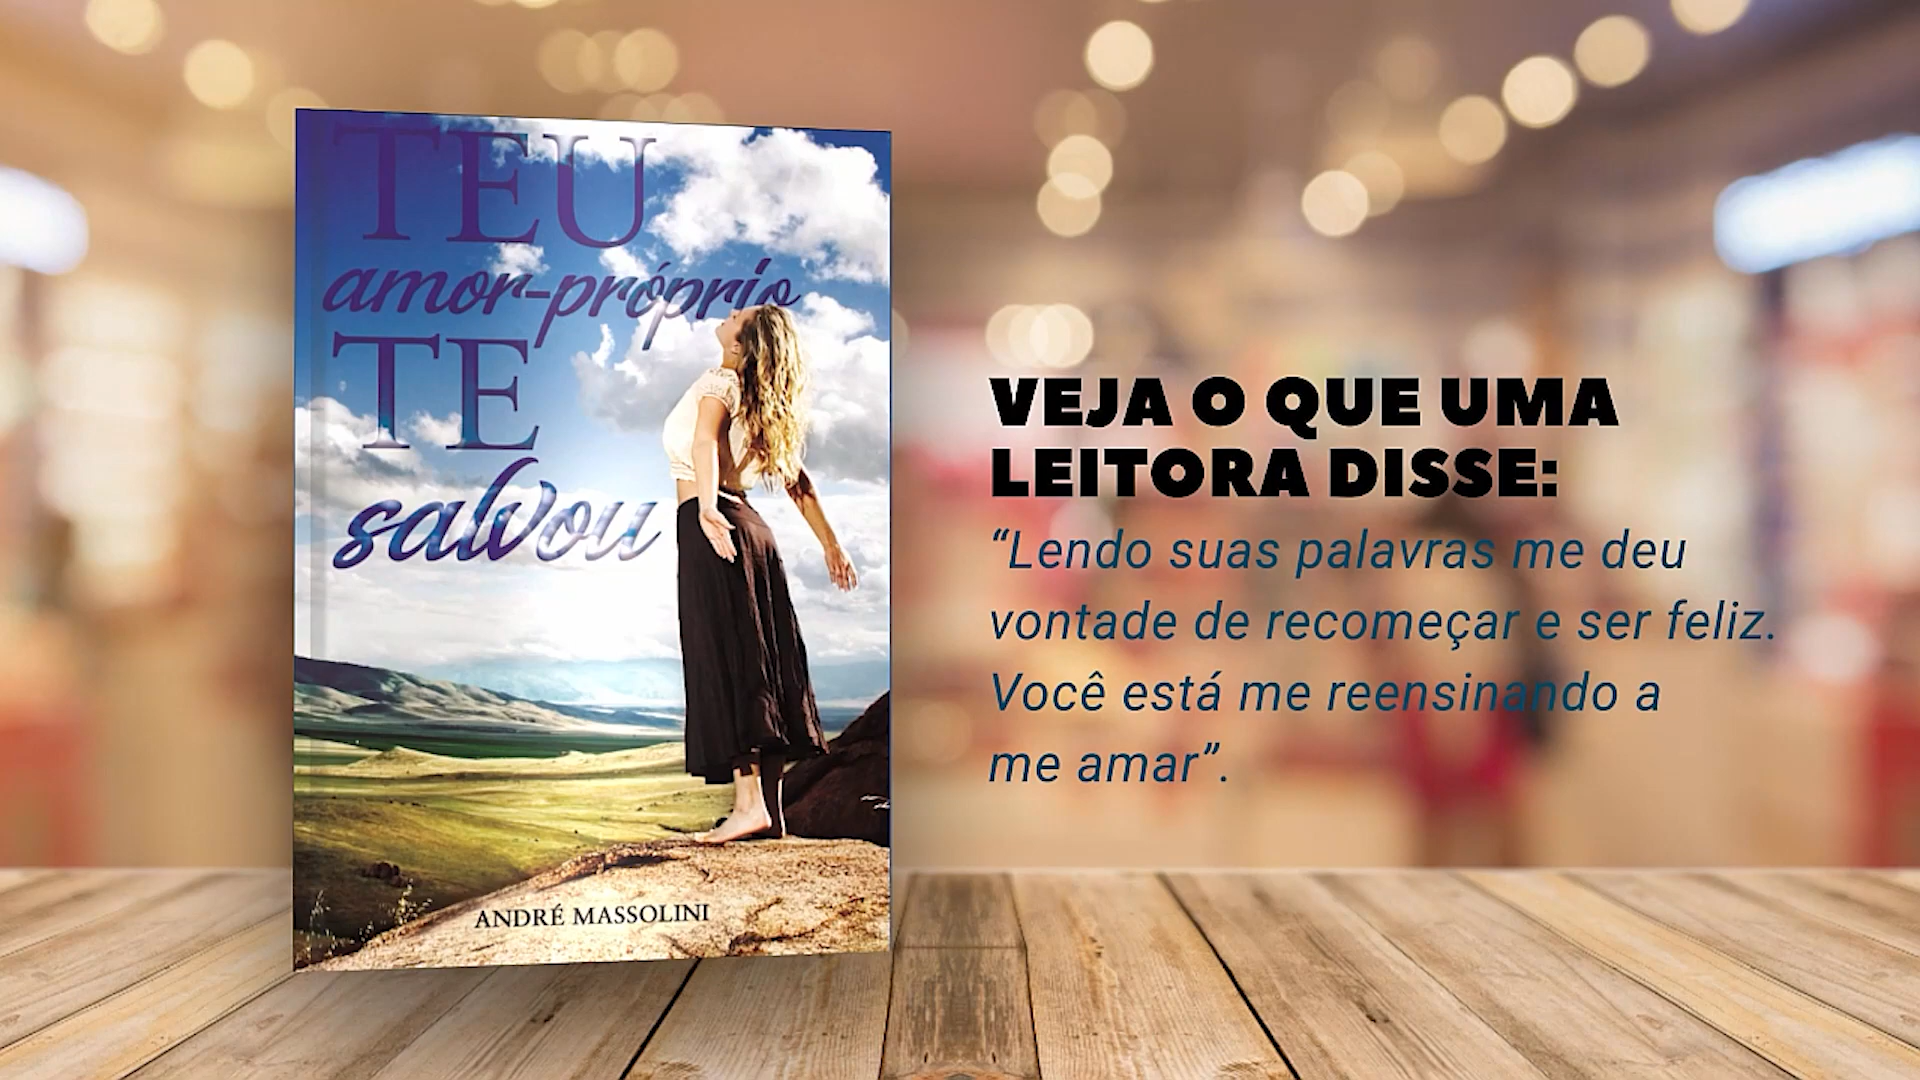 TEU
amor-próprio
TE
salvou
ANDRÉ MASSOLINI
VEJA O QUE UMA
LEITORA DISSE:
“Lendo suas palavras me deu
vontade de recomeçar e ser feliz.
Você está me reensinando a
me amar”.